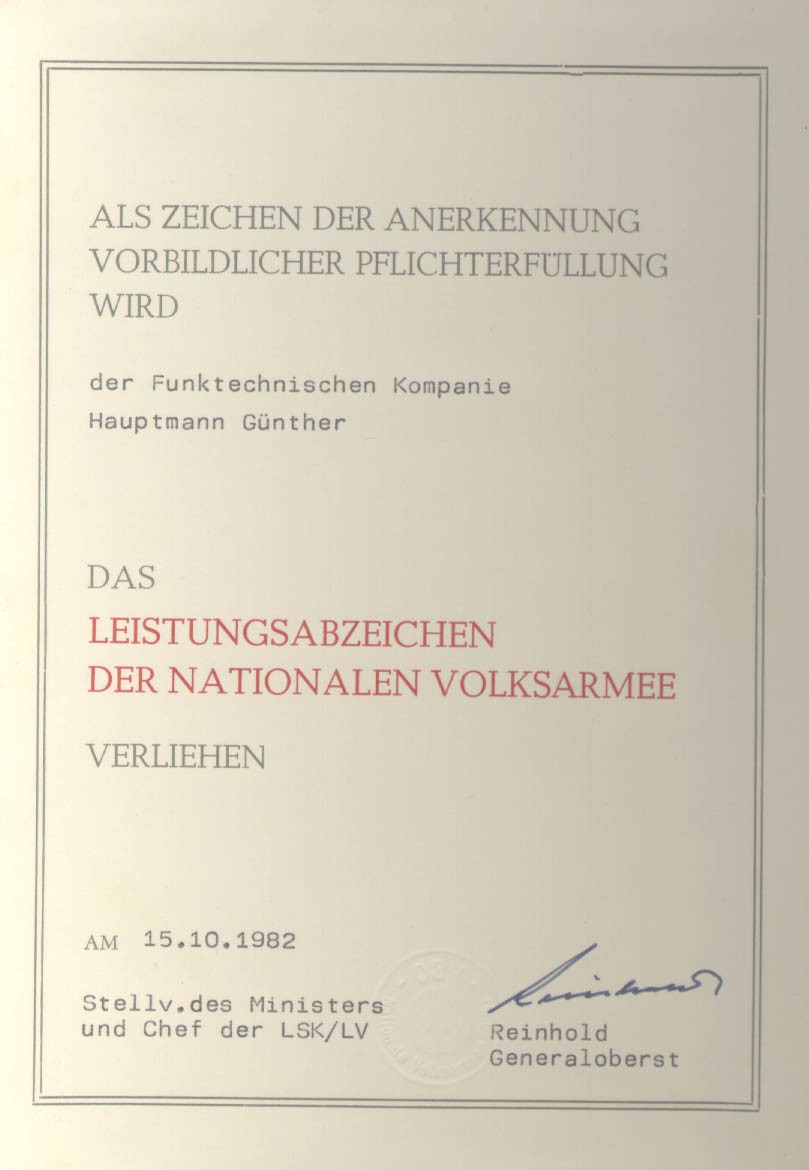 ALS ZEICHEN DER ANERKENNUNG
VORBILDLICHER PFLICHTERFÜLLUNG
WIRD
der Funktechnischen Kompanie
Hauptmann Günther
DAS
LEISTUNGSABZEICHEN
DER NATIONALEN VOLKSARMEE
VERLIEHEN
AM 15.10.1982
Stellv.des Ministers
und Chef der LSK/LV
Reinhold
Reinhold
Generaloberst